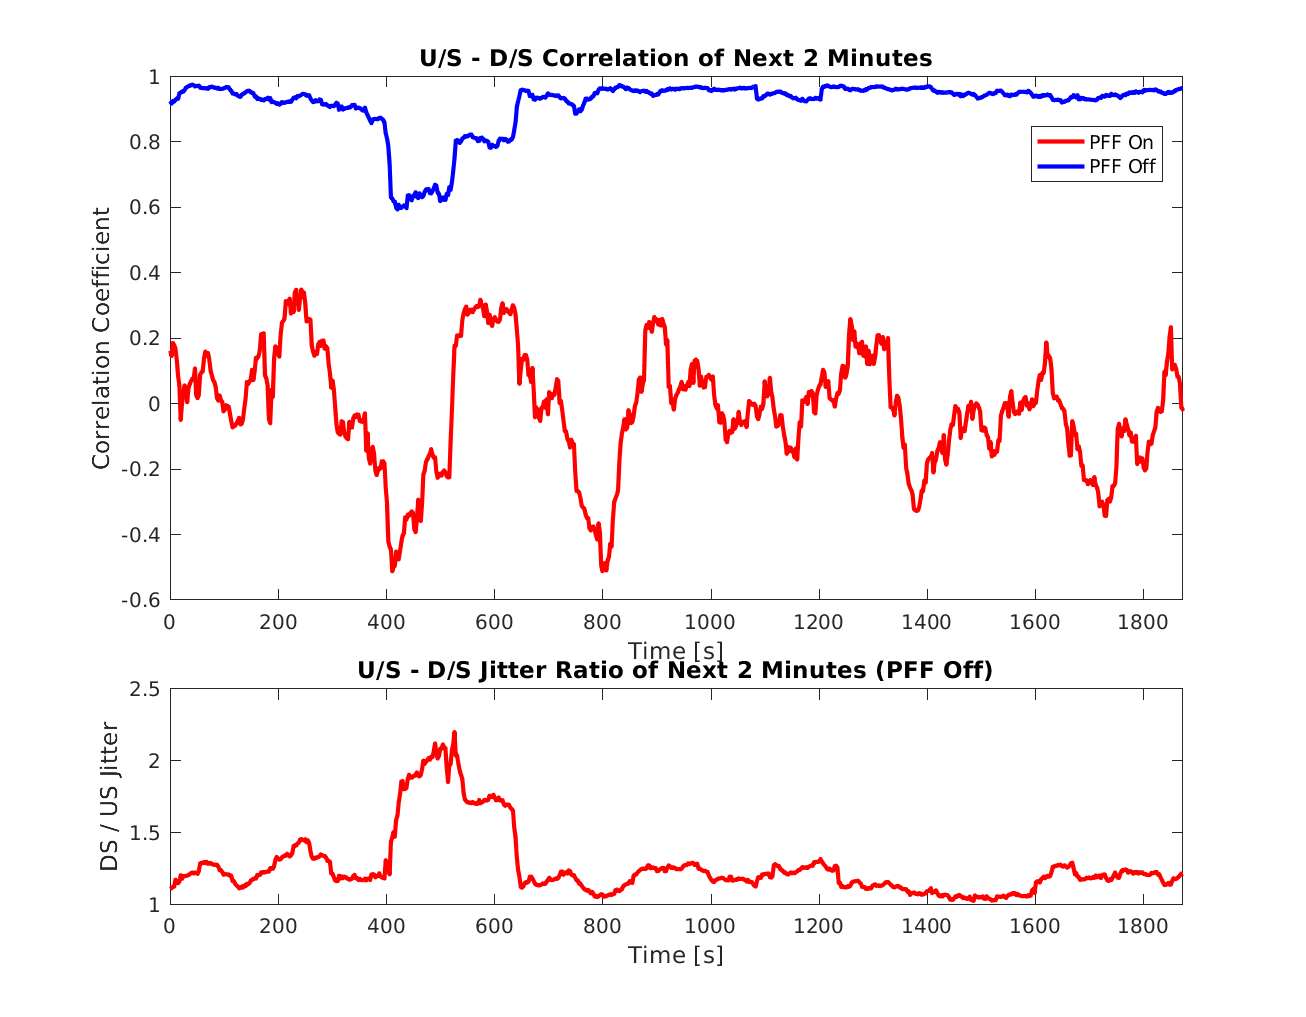 U/S - D/S Correlation of Next 2 Minutes
1
0.8
0.6
0.4
0.2
0
-0.2
-0.4
-0.6
Correlation Coefficient
PFF On
PFF Off
0 200 400 600 800 1000 1200 1400 1600 1800
Time [s]
U/S - D/S Jitter Ratio of Next 2 Minutes (PFF Off)
2.5
2
1.5
1
DS / US Jitter
0 200 400 600 800 1000 1200 1400 1600 1800
Time [s]